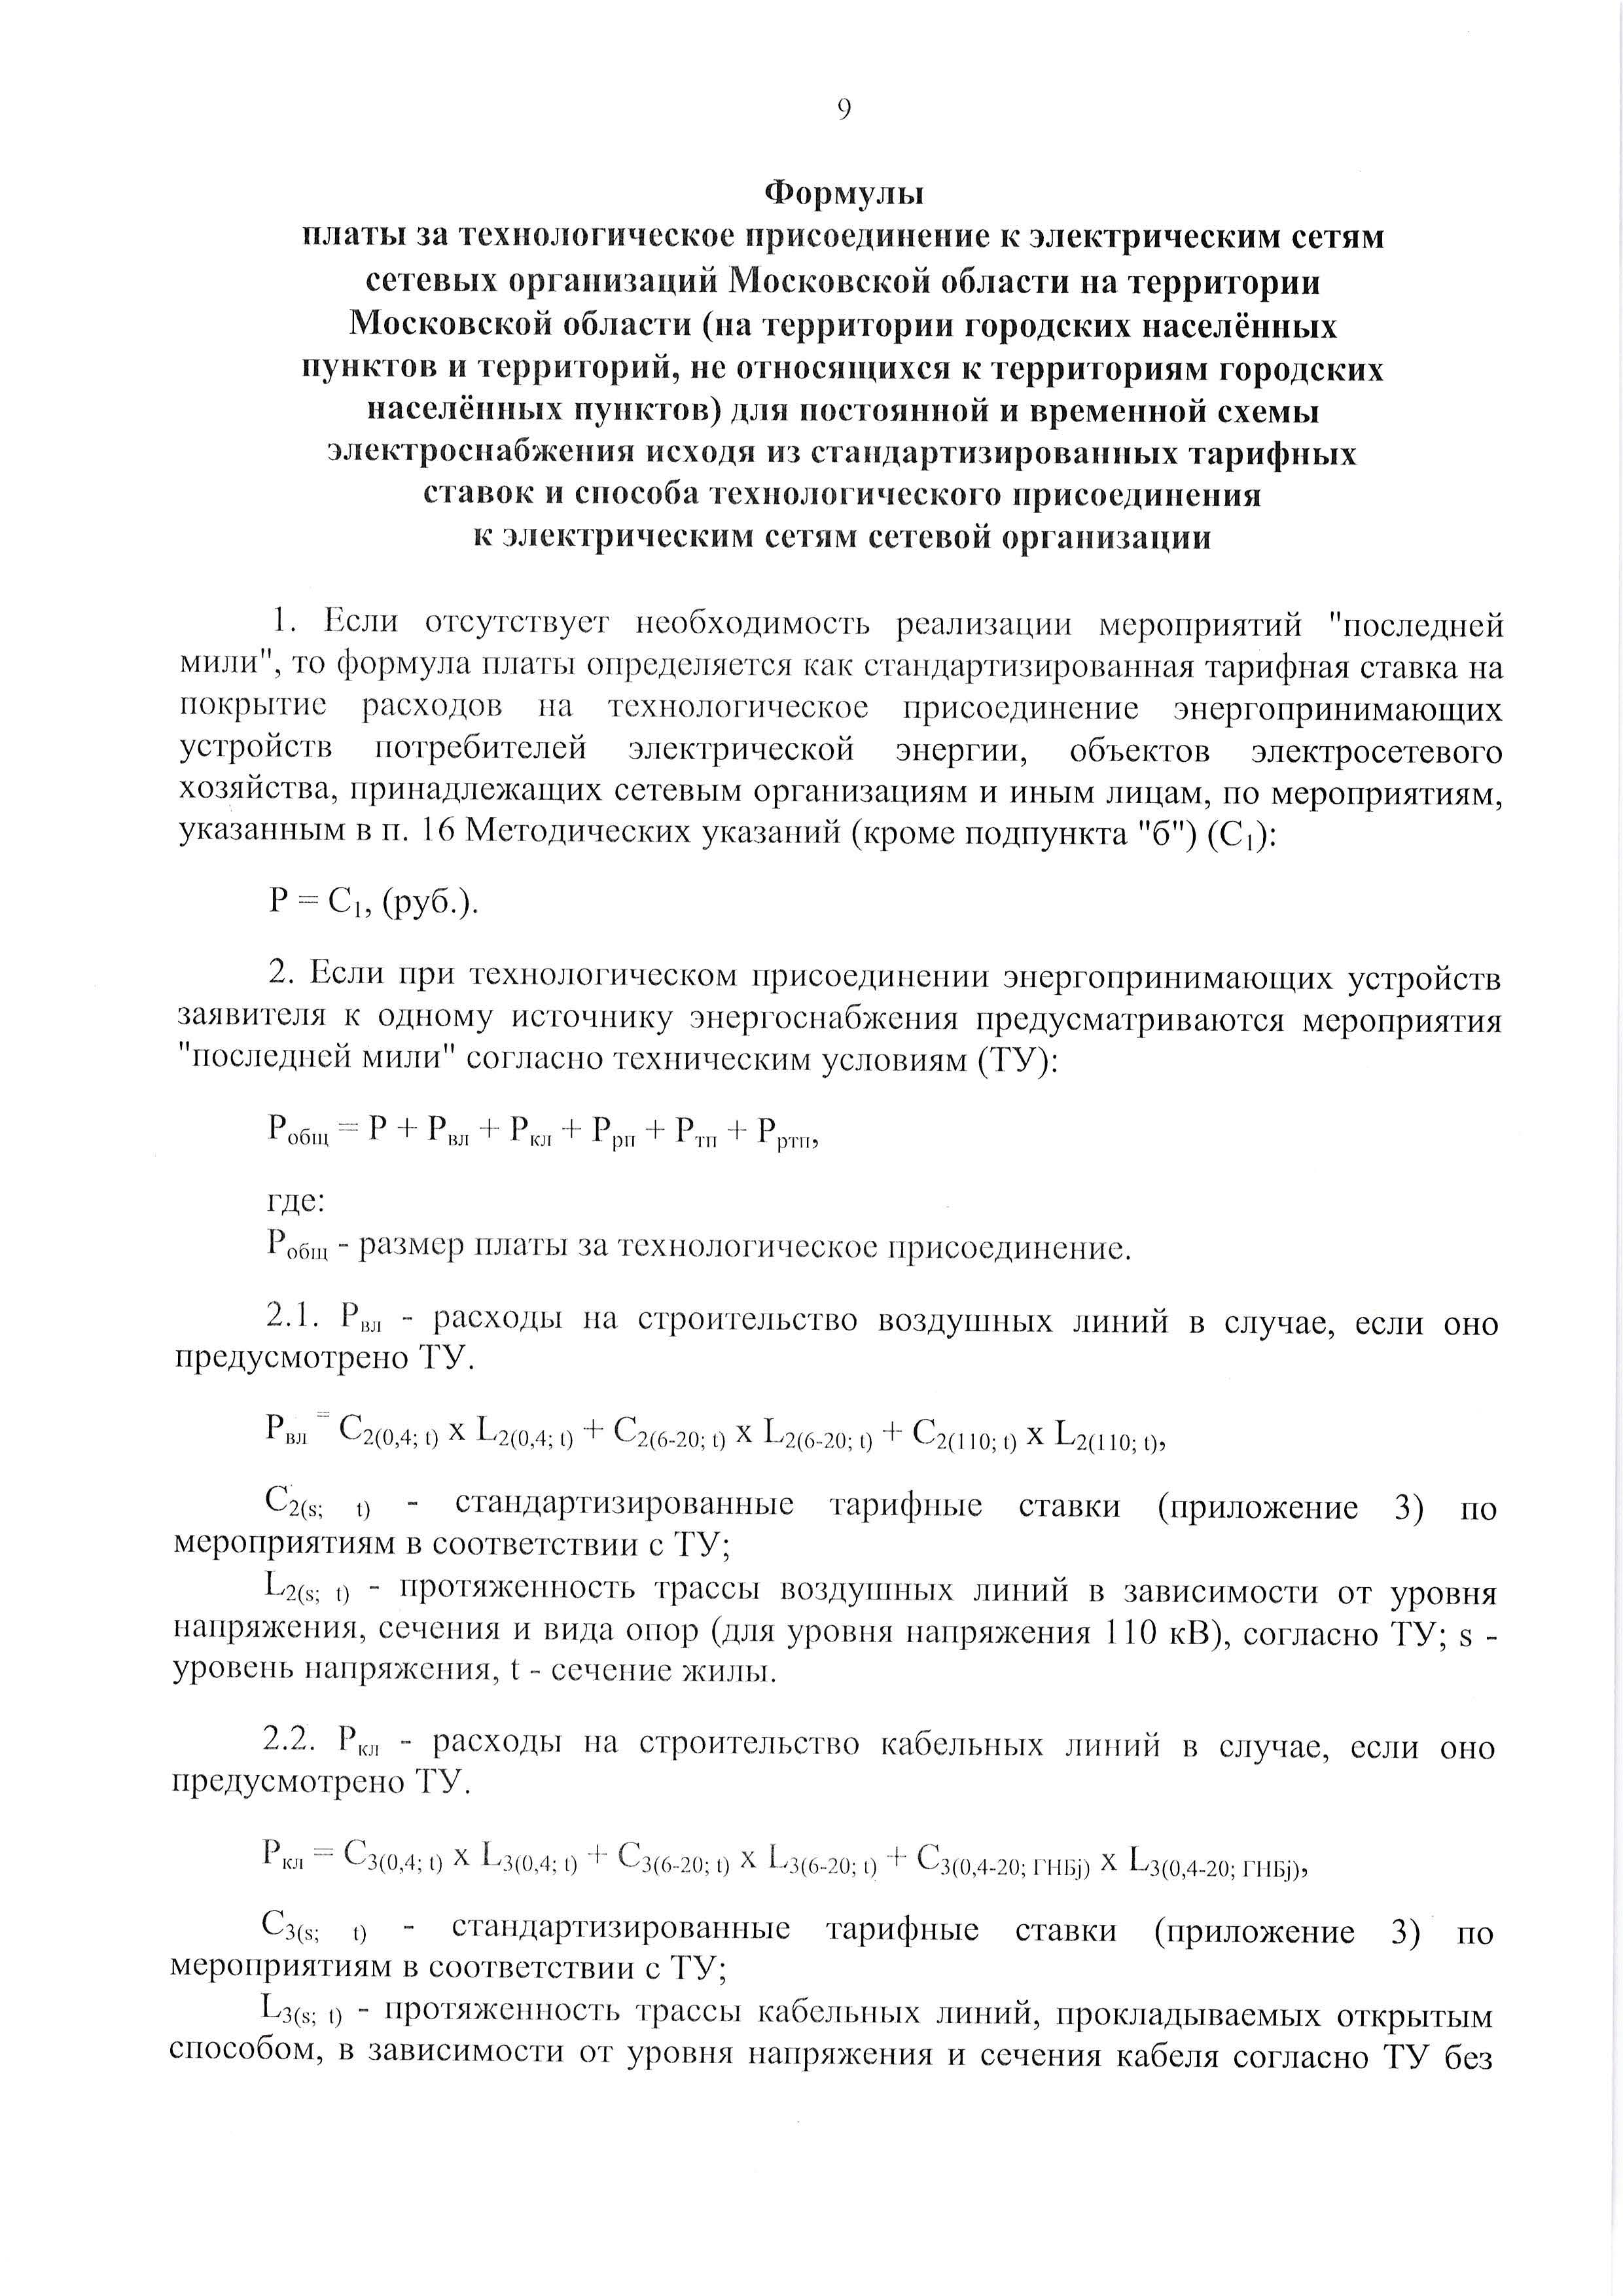 9
Формулы
платы за технологическое присоединение к электрическим сетям
сетевых организаций Московской области на территории
Московской области (на территории городских населённых
пунктов и территорий, не относящихся к территориям городских
населённых пунктов) для постоянной и временной схемы
электроснабжения исходя из стандартизированных тарифных
ставок и способа технологического присоединения
к электрическим сетям сетевой организации
1. Если отсутствует необходимость реализации мероприятий "последней
мили", то формула платы определяется как стандартизированная тарифная ставка на
покрытие расходов на технологическое присоединение энергопринимающих
устройств потребителей электрической энергии, объектов электросетевого
хозяйства, принадлежащих сетевым организациям и иным лицам, по мероприятиям,
указанным в п. 16 Методических указаний (кроме подпункта "б") (C₁):
P = C₁, (руб.).
2. Если при технологическом присоединении энергопринимающих устройств
заявителя к одному источнику энергоснабжения предусматриваются мероприятия
"последней мили" согласно техническим условиям (ТУ):
Pобщ = P + Pвл + Pкл + Pрп + Pтп + Pртп,
где:
Pобщ - размер платы за технологическое присоединение.
2.1. Pвл - расходы на строительство воздушных линий в случае, если оно
предусмотрено ТУ.
Pвл = C2(0,4; t) x L2(0,4; t) + C2(6-20; t) x L2(6-20; t) + C2(110; t) x L2(110; t),
C2(s; t) - стандартизированные тарифные ставки (приложение 3) по
мероприятиям в соответствии с ТУ;
L2(s; t) - протяженность трассы воздушных линий в зависимости от уровня
напряжения, сечения и вида опор (для уровня напряжения 110 кВ), согласно ТУ; s -
уровень напряжения, t - сечение жилы.
2.2. Pкл - расходы на строительство кабельных линий в случае, если оно
предусмотрено ТУ.
Pкл = C3(0,4; t) x L3(0,4; t) + C3(6-20; t) x L3(6-20; t) + C3(0,4-20; ГНБj) x L3(0,4-20; ГНБj),
C3(s; t) - стандартизированные тарифные ставки (приложение 3) по
мероприятиям в соответствии с ТУ;
L3(s; t) - протяженность трассы кабельных линий, прокладываемых открытым
способом, в зависимости от уровня напряжения и сечения кабеля согласно ТУ без